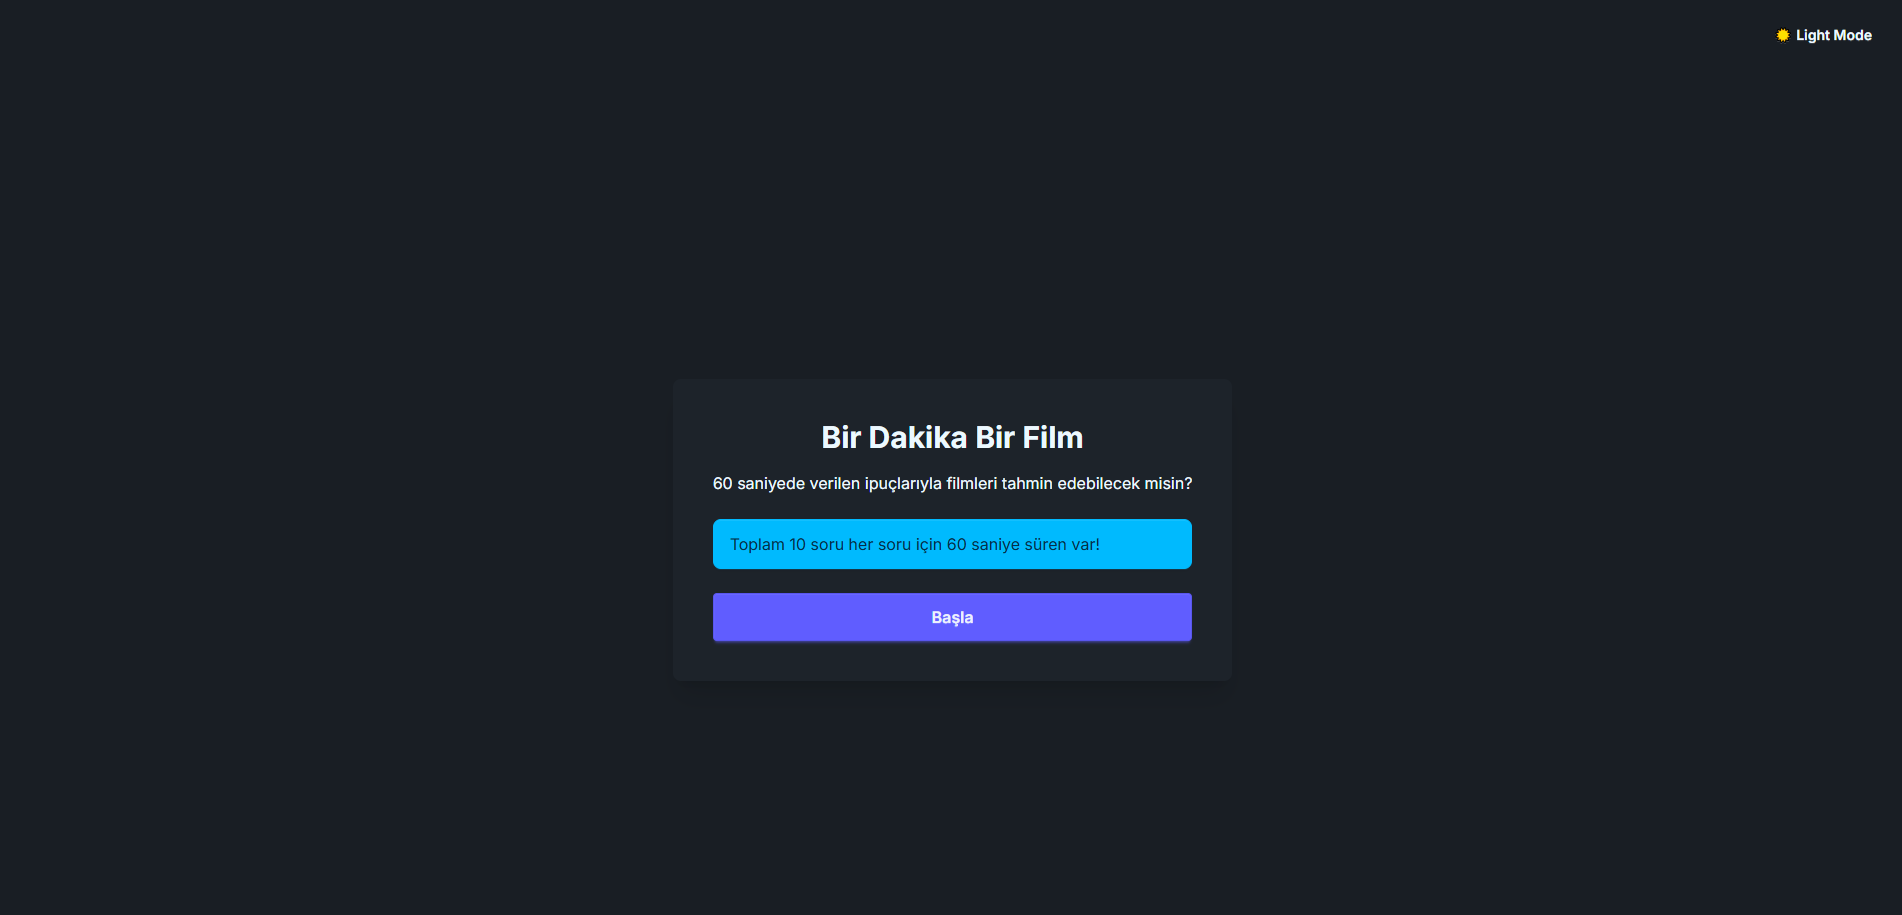 Light Mode
Bir Dakika Bir Film
60 saniyede verilen ipuçlarıyla filmleri tahmin edebilecek misin?
Toplam 10 soru her soru için 60 saniye süren var!
Başla